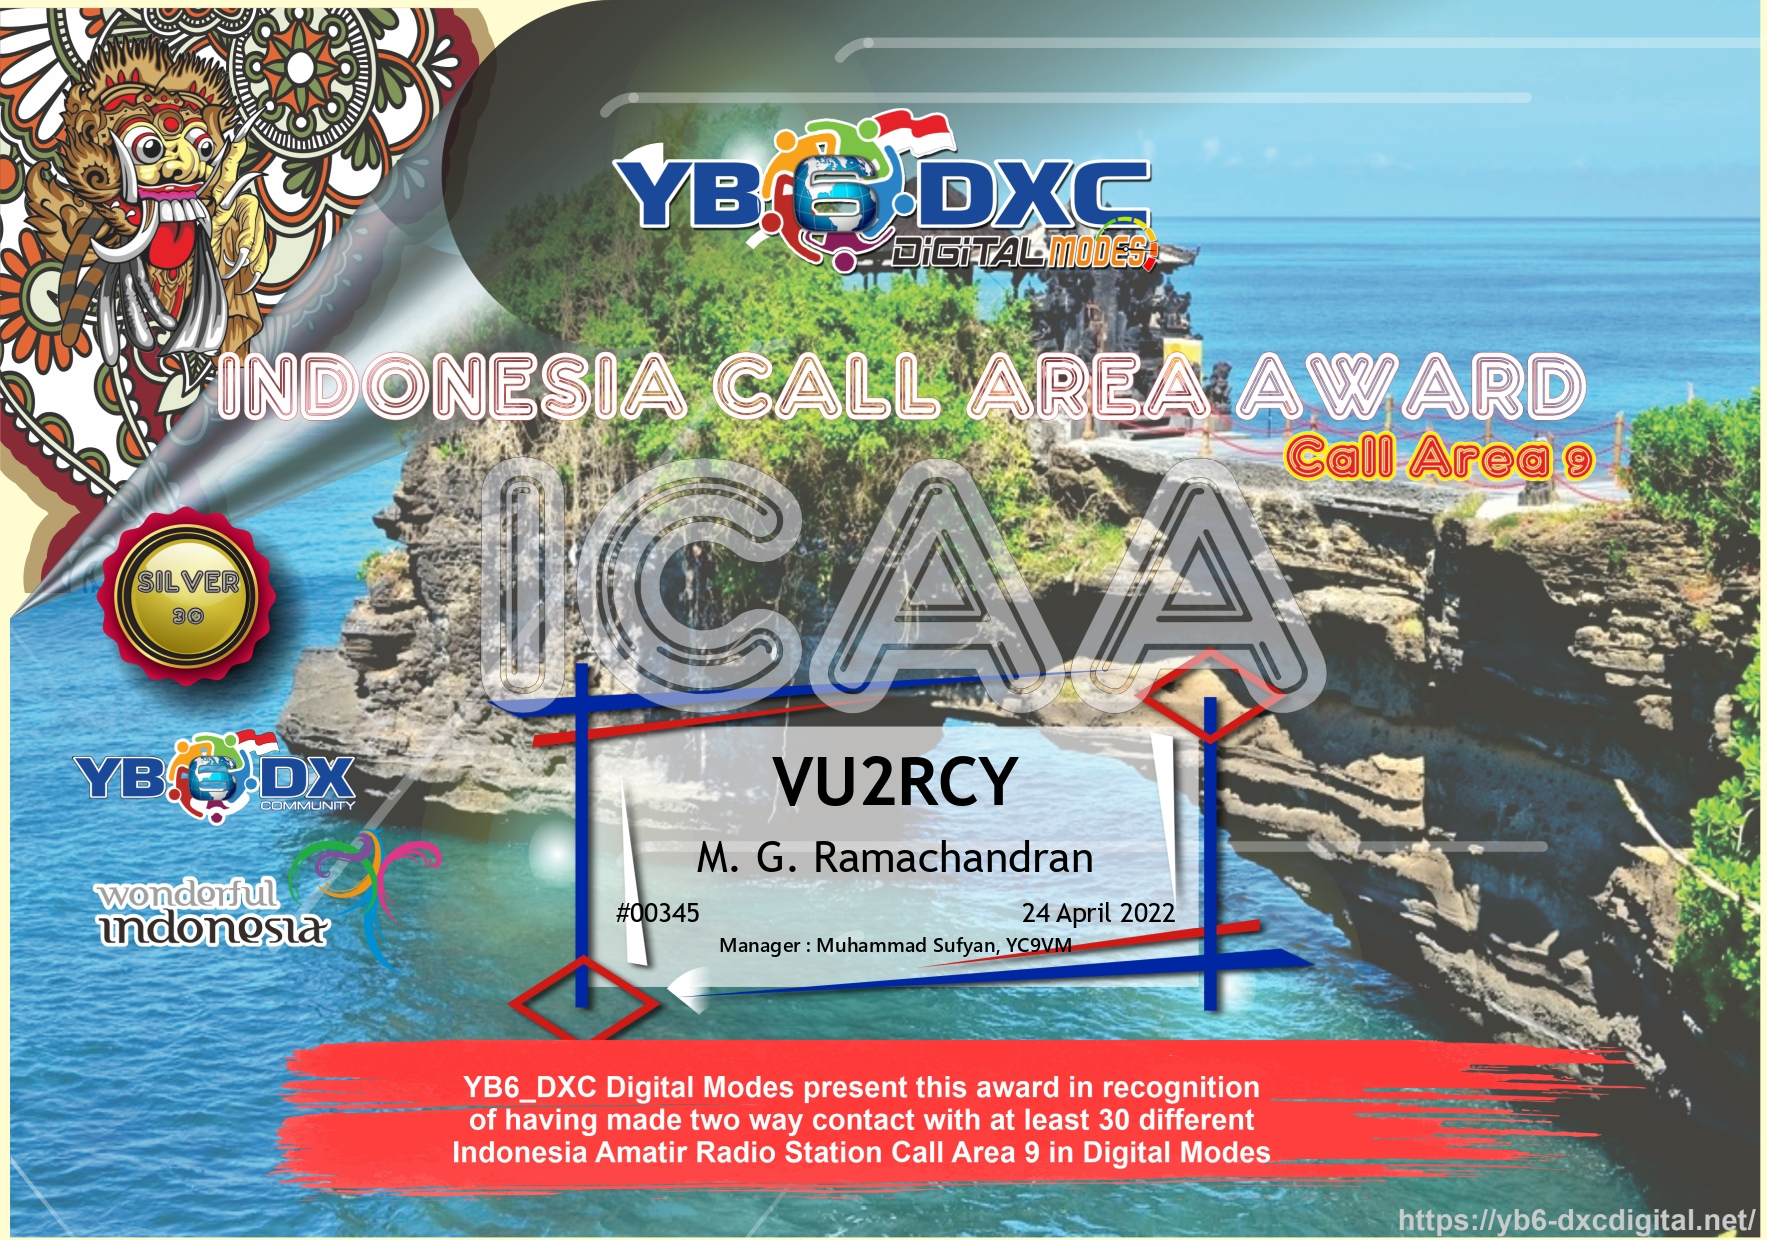 YB6DXC
DIGITAL MODES
INDONESIA CALL AREA AWARD
Call Area 9
ICAA
SILVER
30
YB6DX
COMMUNITY
wonderful
indonesia
VU2RCY
M. G. Ramachandran
#00345 24 April 2022
Manager : Muhammad Sufyan, YC9VM
YB6_DXC Digital Modes present this award in recognition
of having made two way contact with at least 30 different
Indonesia Amatir Radio Station Call Area 9 in Digital Modes
https://yb6-dxcdigital.net/